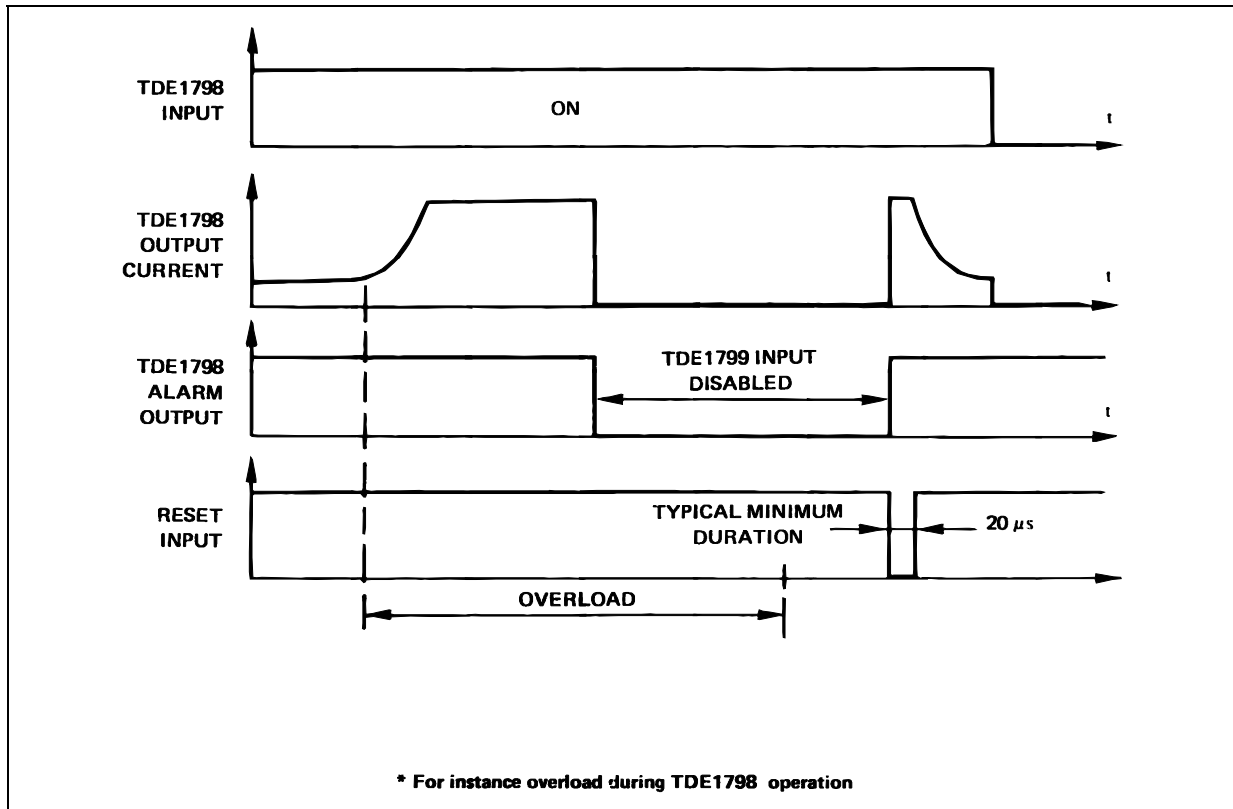 TDE1798
INPUT
ON
t
TDE1798
OUTPUT
CURRENT
t
TDE1798
ALARM
OUTPUT
TDE1799 INPUT
DISABLED
t
RESET
INPUT
TYPICAL MINIMUM
DURATION
20 μs
OVERLOAD
* For instance overload during TDE1798 operation